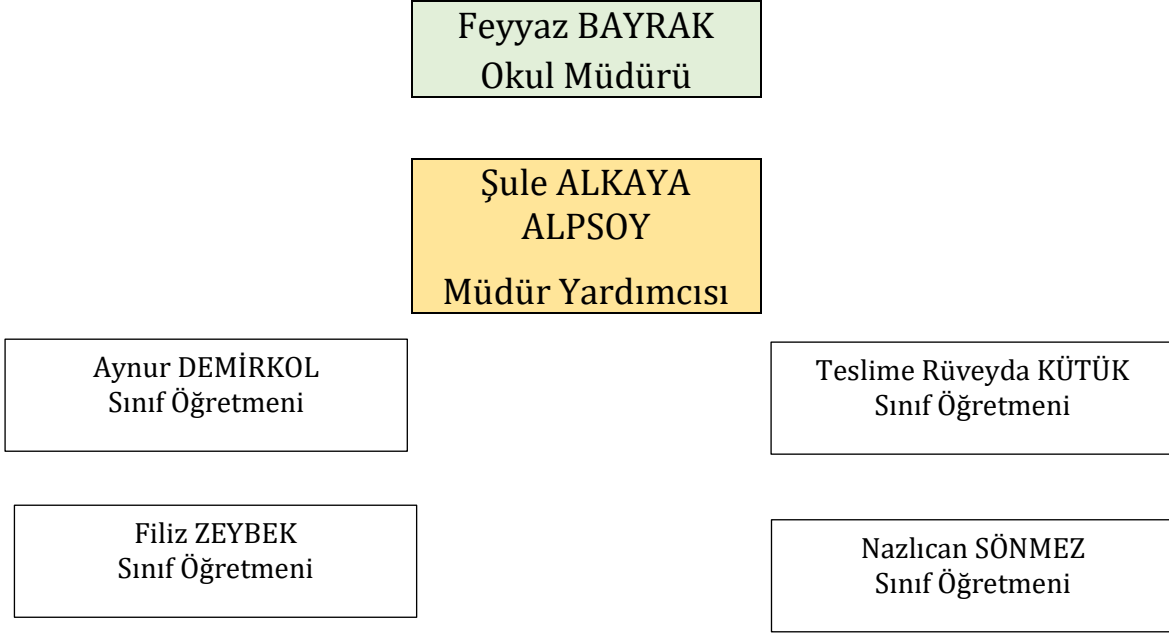 Feyyaz BAYRAK
Okul Müdürü
Şule ALKAYA
ALPSOY
Müdür Yardımcısı
Aynur DEMİRKOL
Sınıf Öğretmeni
Teslime Rüveyda KÜTÜK
Sınıf Öğretmeni
Filiz ZEYBEK
Sınıf Öğretmeni
Nazlıcan SÖNMEZ
Sınıf Öğretmeni